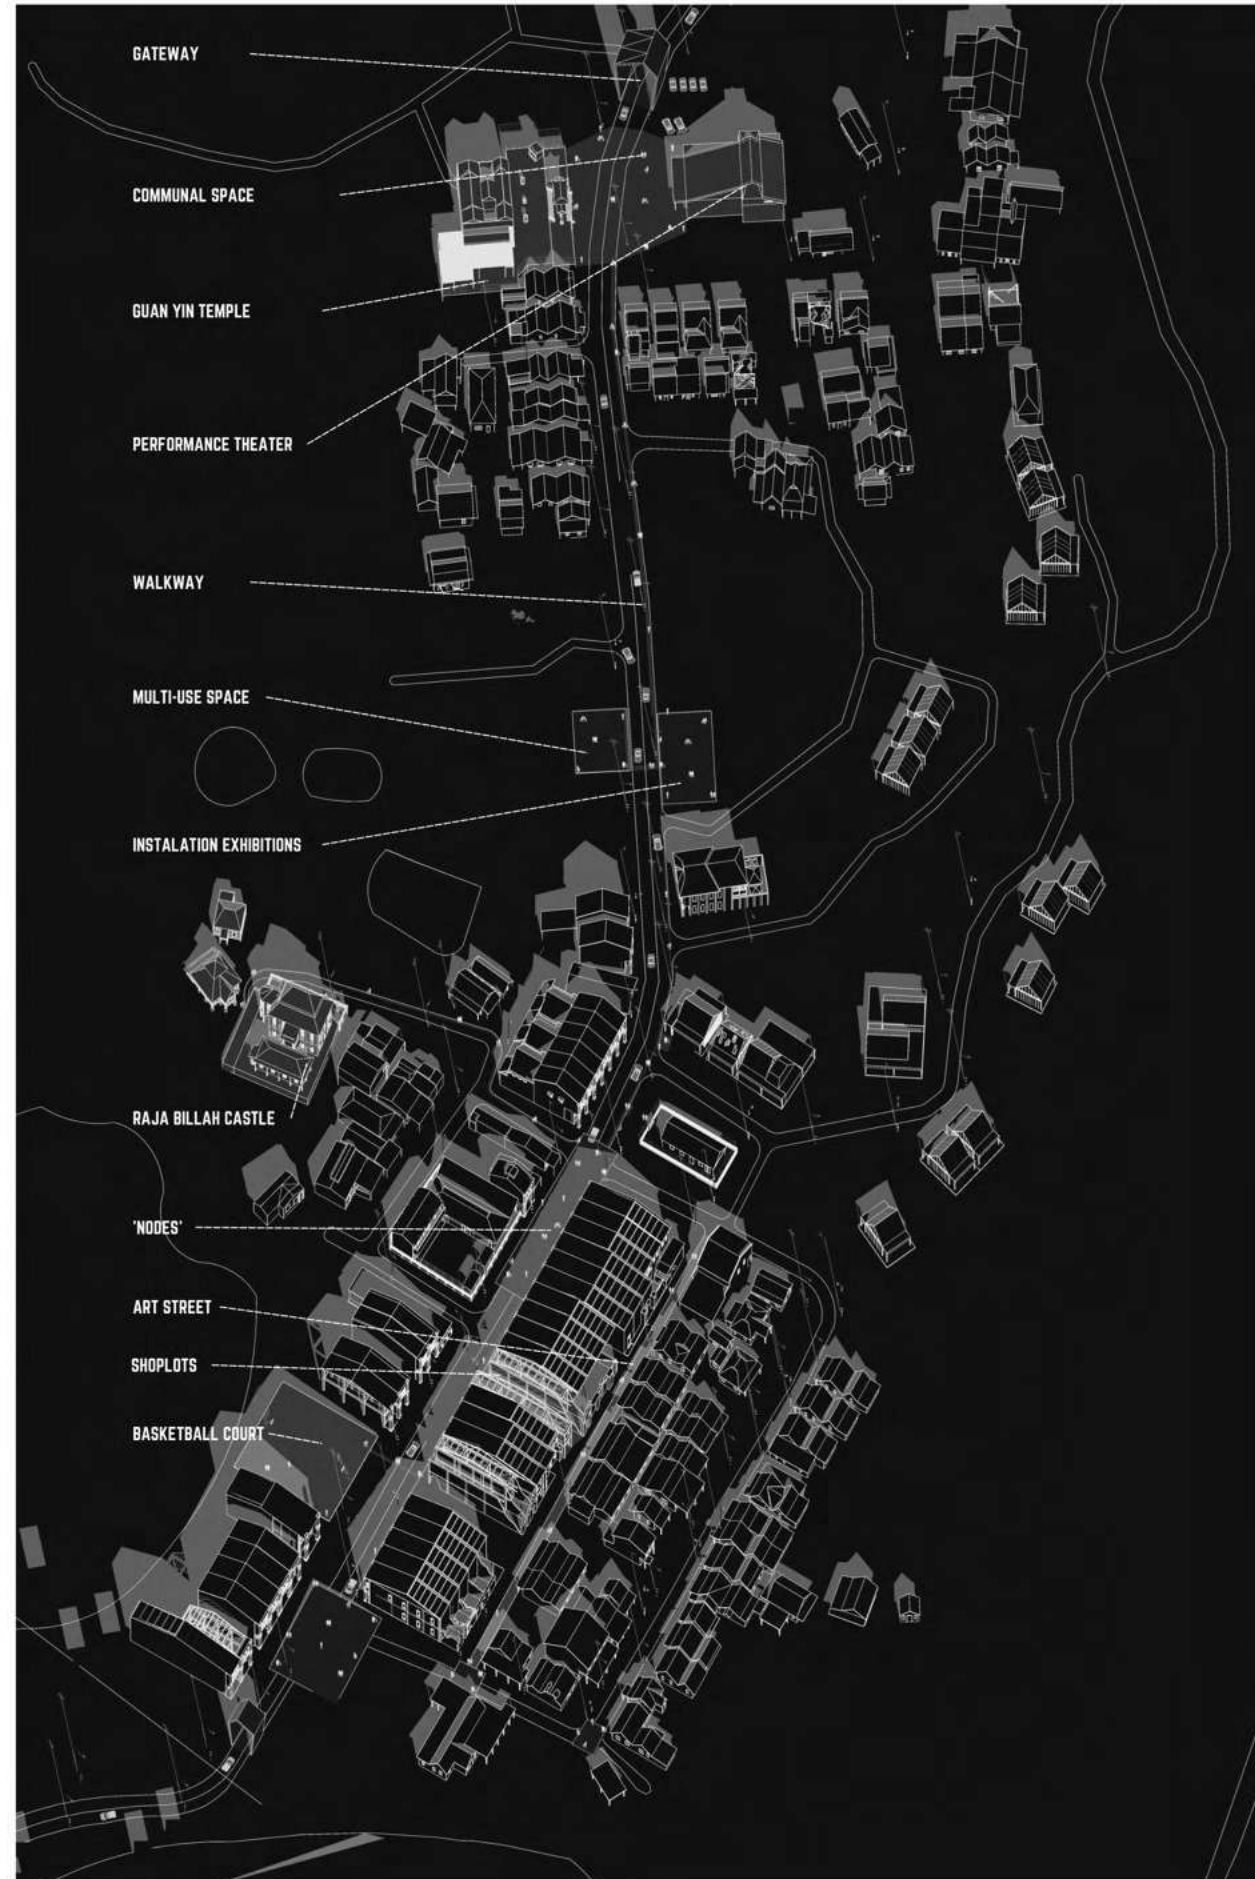 GATEWAY
COMMUNAL SPACE
GUAN YIN TEMPLE
PERFORMANCE THEATER
WALKWAY
MULTI-USE SPACE
INSTALATION EXHIBITIONS
RAJA BILLAH CASTLE
'NODES'
ART STREET
SHOPLOTS
BASKETBALL COURT